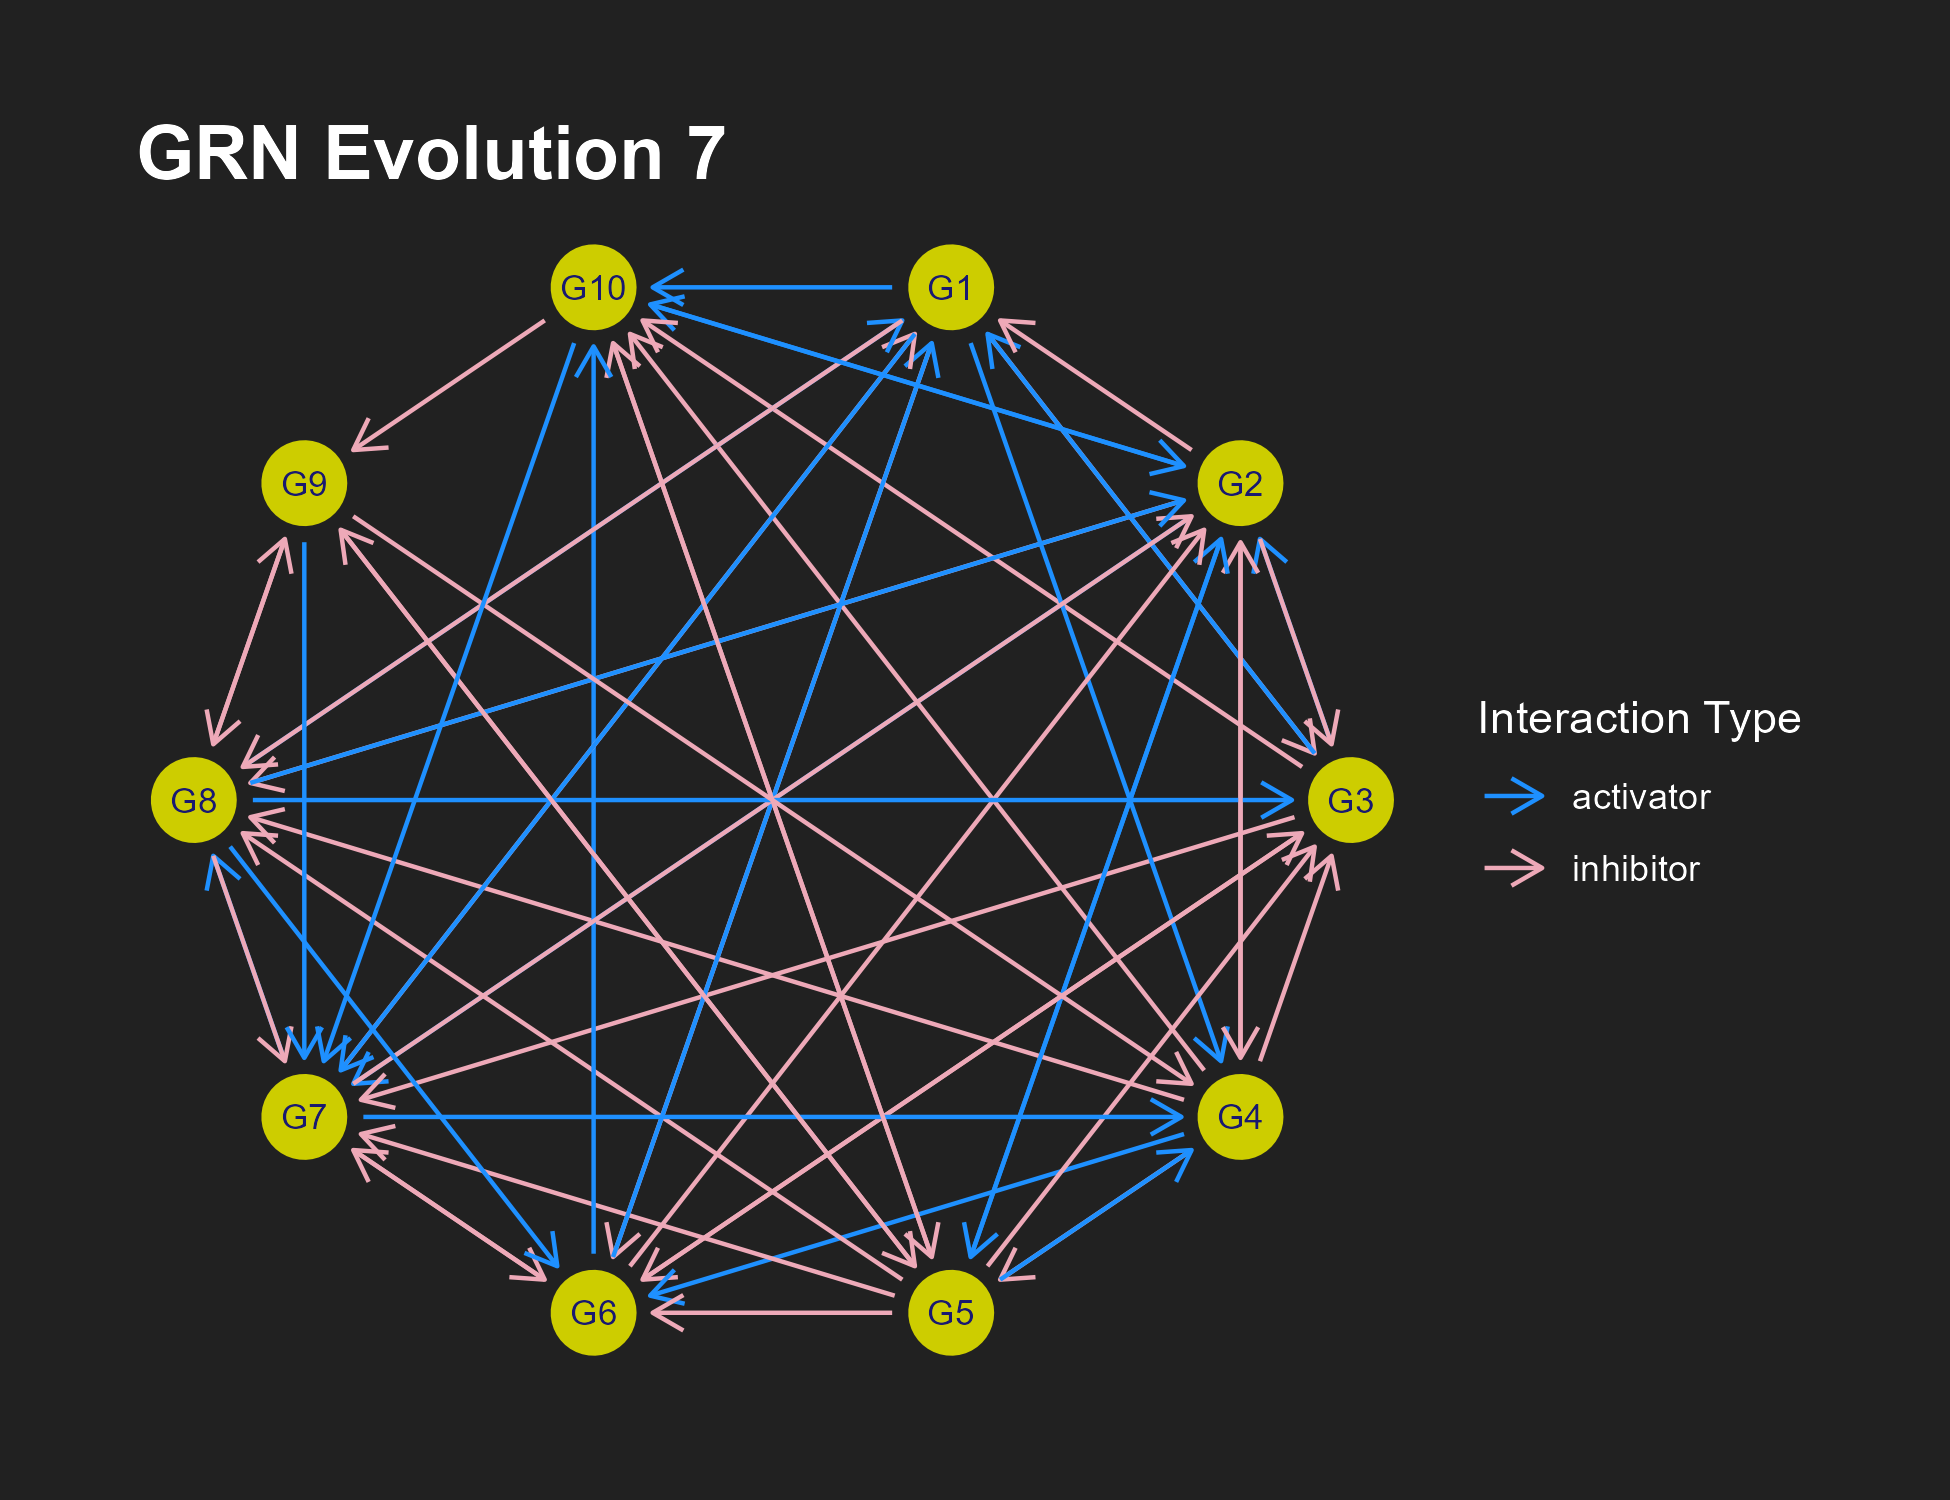 GRN Evolution 7
G10
G1
G9
G2
G8
G3
G7
G4
G6
G5
Interaction Type
activator
inhibitor